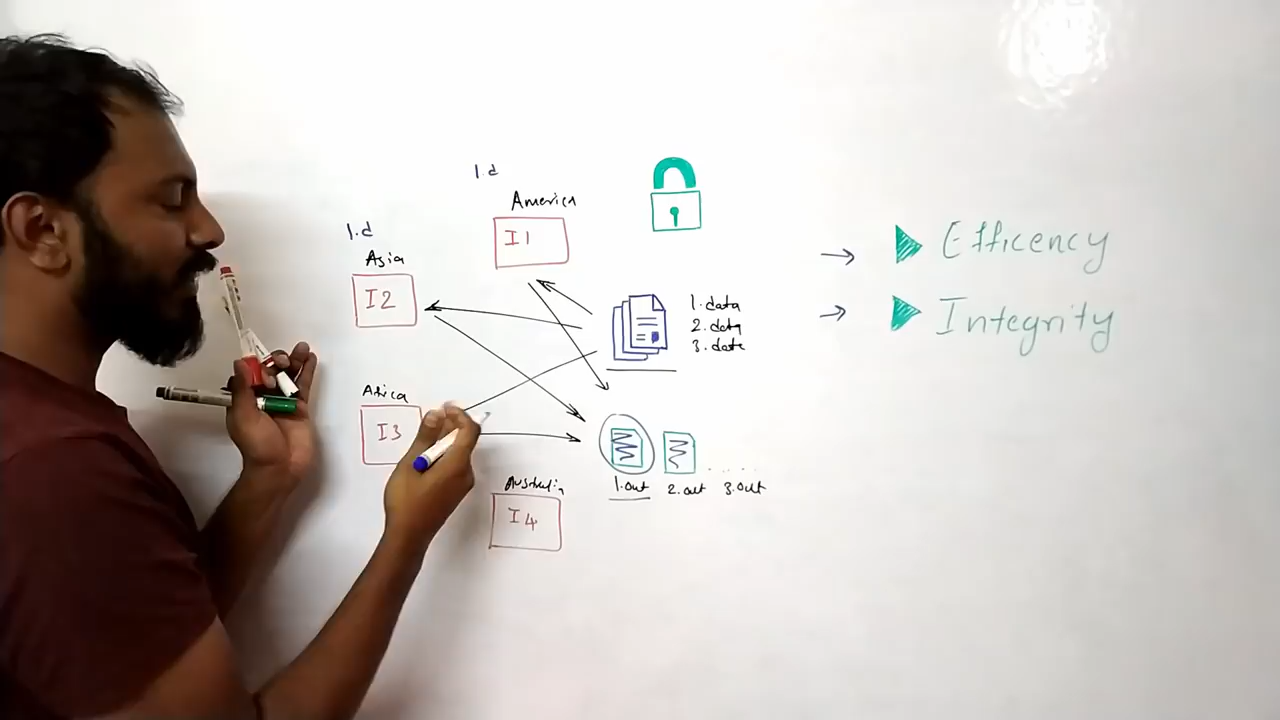 1.d
America
I1
1.d
Asia
I2
1.data
2.data
3.data
Efficency
Integrity
Africa
I3
1.out
2.out
3.out
Australia
I4